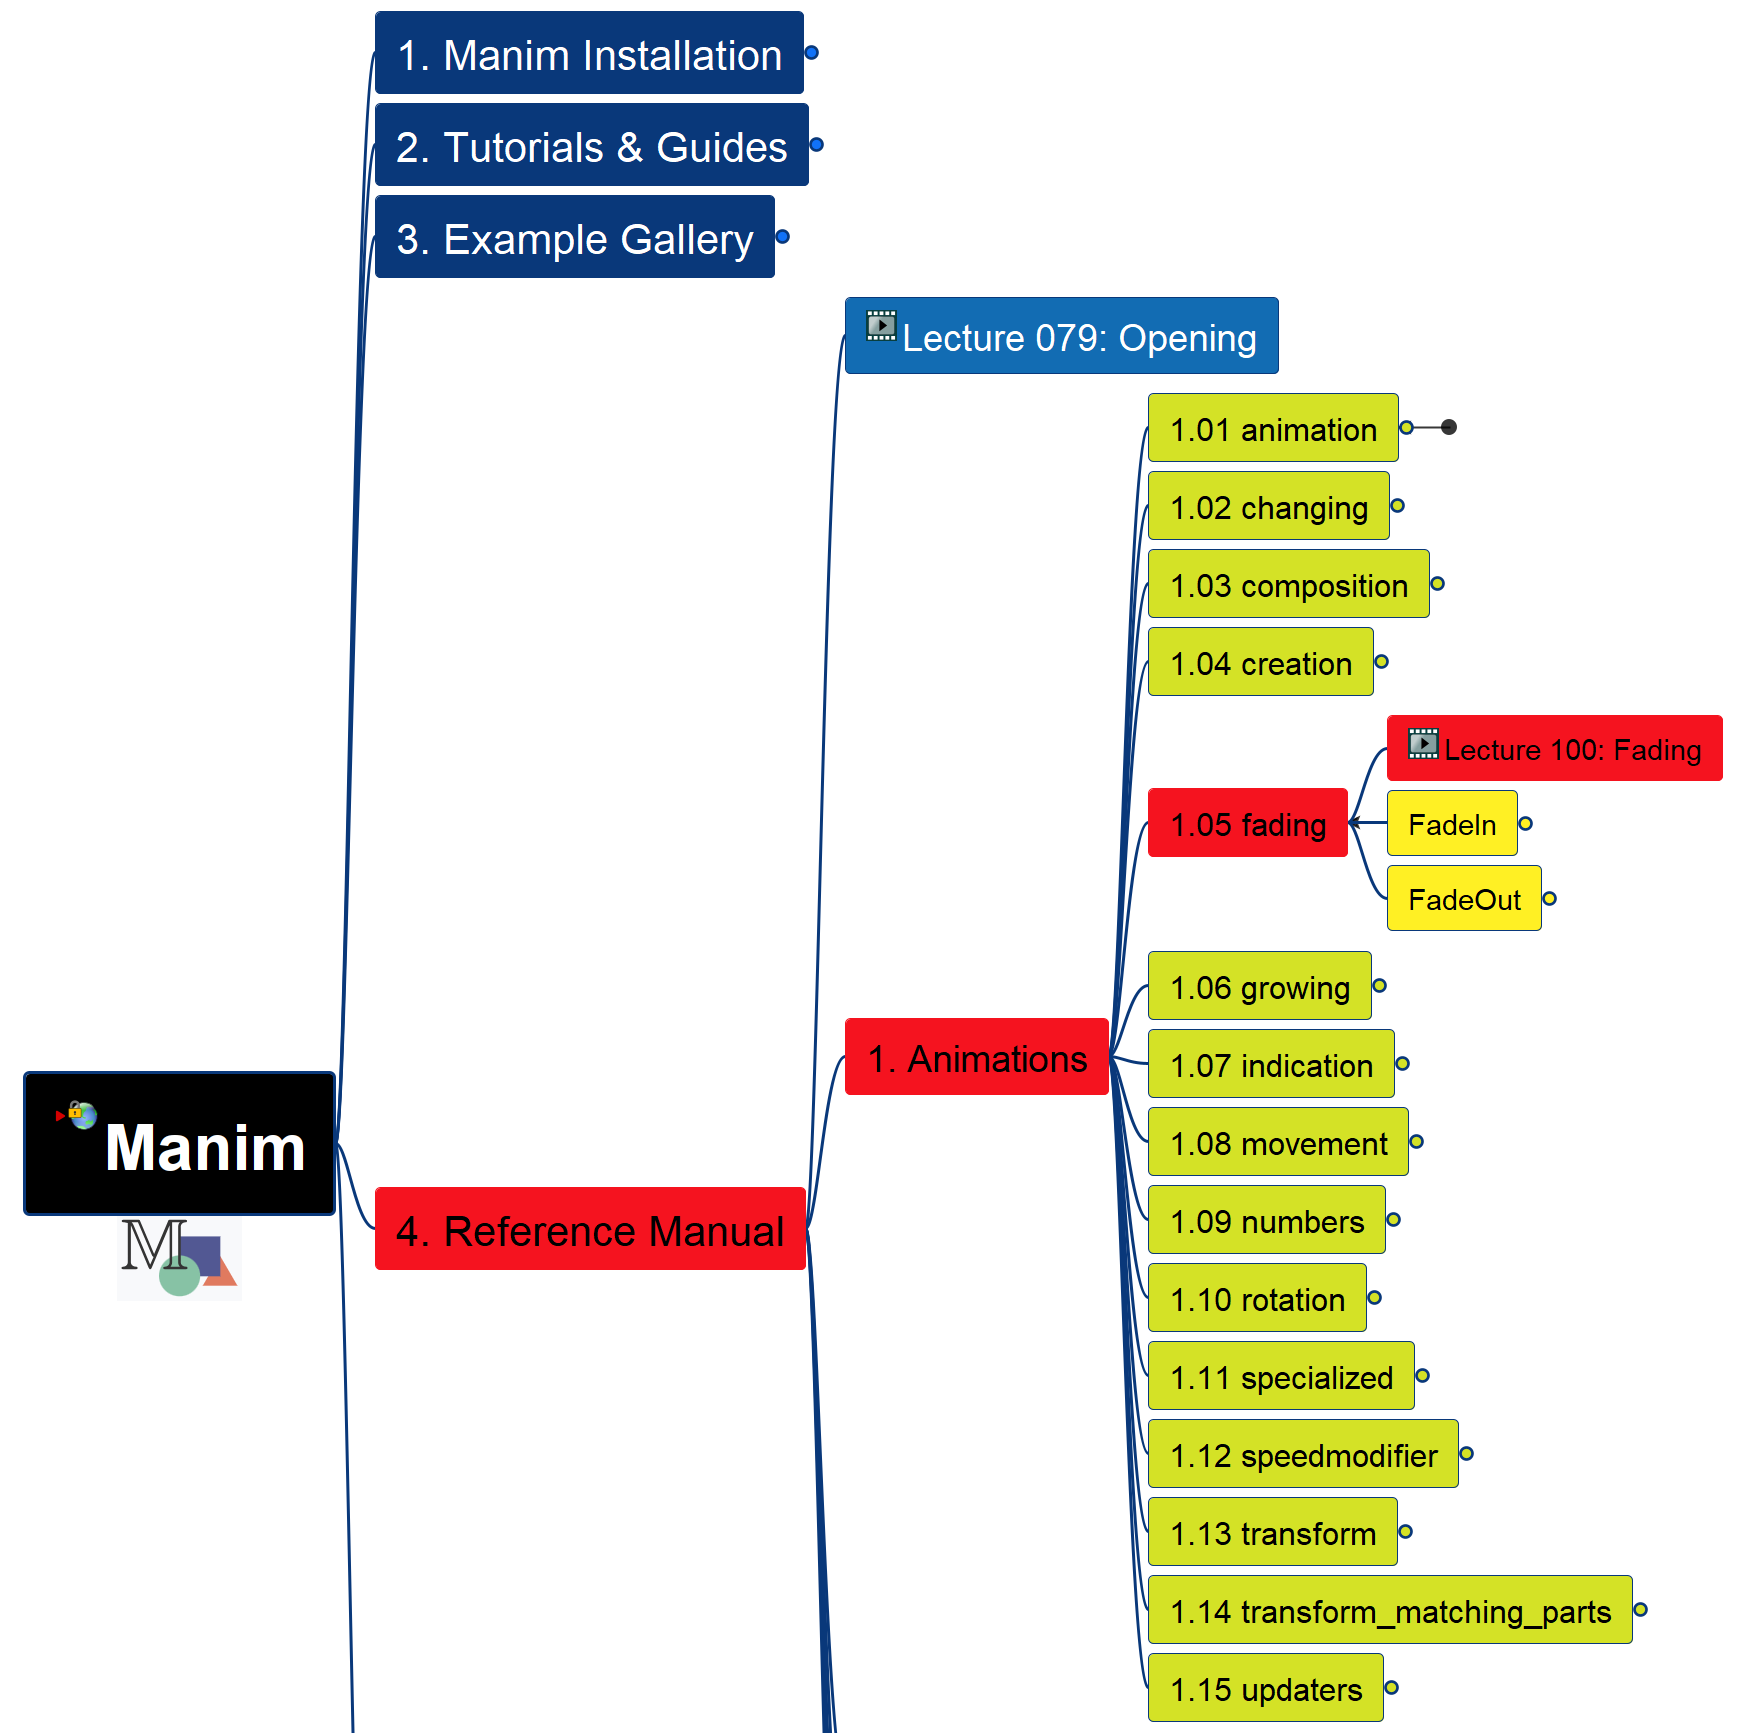 1. Manim Installation
2. Tutorials & Guides
3. Example Gallery
Lecture 079: Opening
1.01 animation
1.02 changing
1.03 composition
1.04 creation
Lecture 100: Fading
1.05 fading
FadeIn
FadeOut
1.06 growing
1. Animations
1.07 indication
Manim
1.08 movement
4. Reference Manual
M
1.09 numbers
1.10 rotation
1.11 specialized
1.12 speedmodifier
1.13 transform
1.14 transform_matching_parts
1.15 updaters